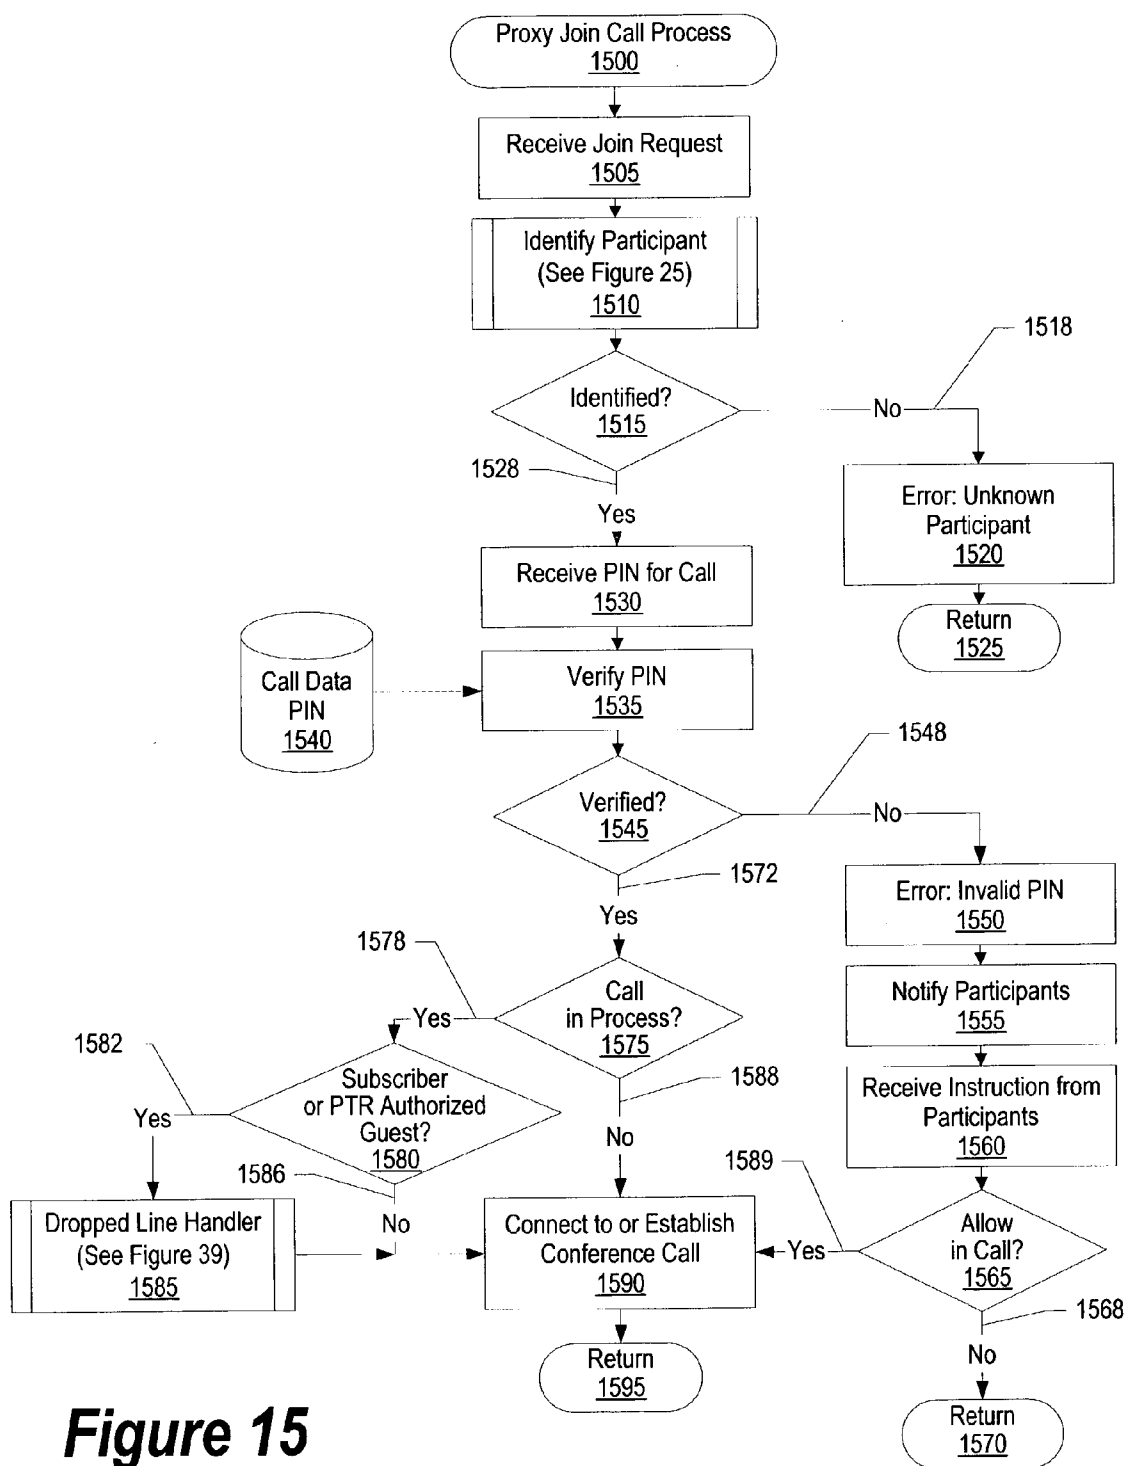 Proxy Join Call Process
1500
Receive Join Request
1505
Identify Participant
(See Figure 25)
1510
1518
Identified?
1515
No
1528
Yes
Error: Unknown
Participant
1520
Receive PIN for Call
1530
Return
1525
Call Data
PIN
1540
Verify PIN
1535
1548
Verified?
1545
No
1572
Yes
Error: Invalid PIN
1550
1578
Call
in Process?
1575
Yes
Notify Participants
1555
1582
1588
Subscriber
or PTR Authorized
Guest?
1580
Yes
Receive Instruction from
Participants
1560
No
1589
1586
No
Dropped Line Handler
(See Figure 39)
1585
Connect to or Establish
Conference Call
1590
Yes
Allow
in Call?
1565
1568
No
Return
1595
Return
1570
Figure 15